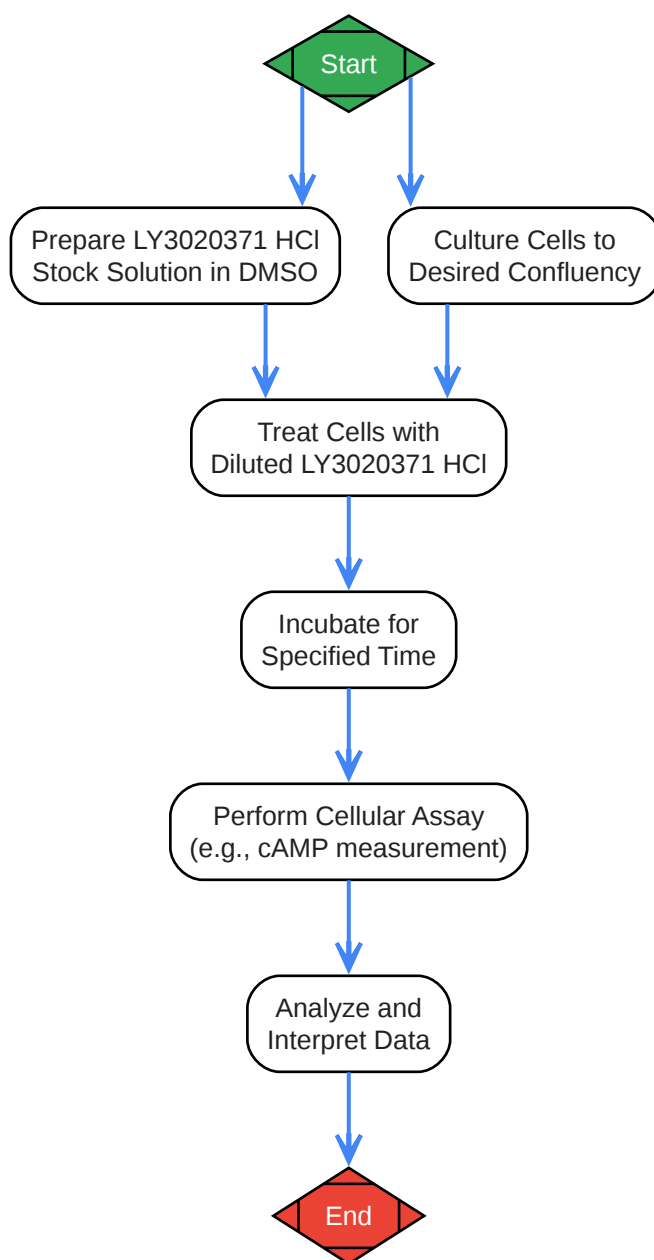 Start
Prepare LY3020371 HCl
Stock Solution in DMSO
Culture Cells to
Desired Confluency
Treat Cells with
Diluted LY3020371 HCl
Incubate for
Specified Time
Perform Cellular Assay
(e.g., cAMP measurement)
Analyze and
Interpret Data
End